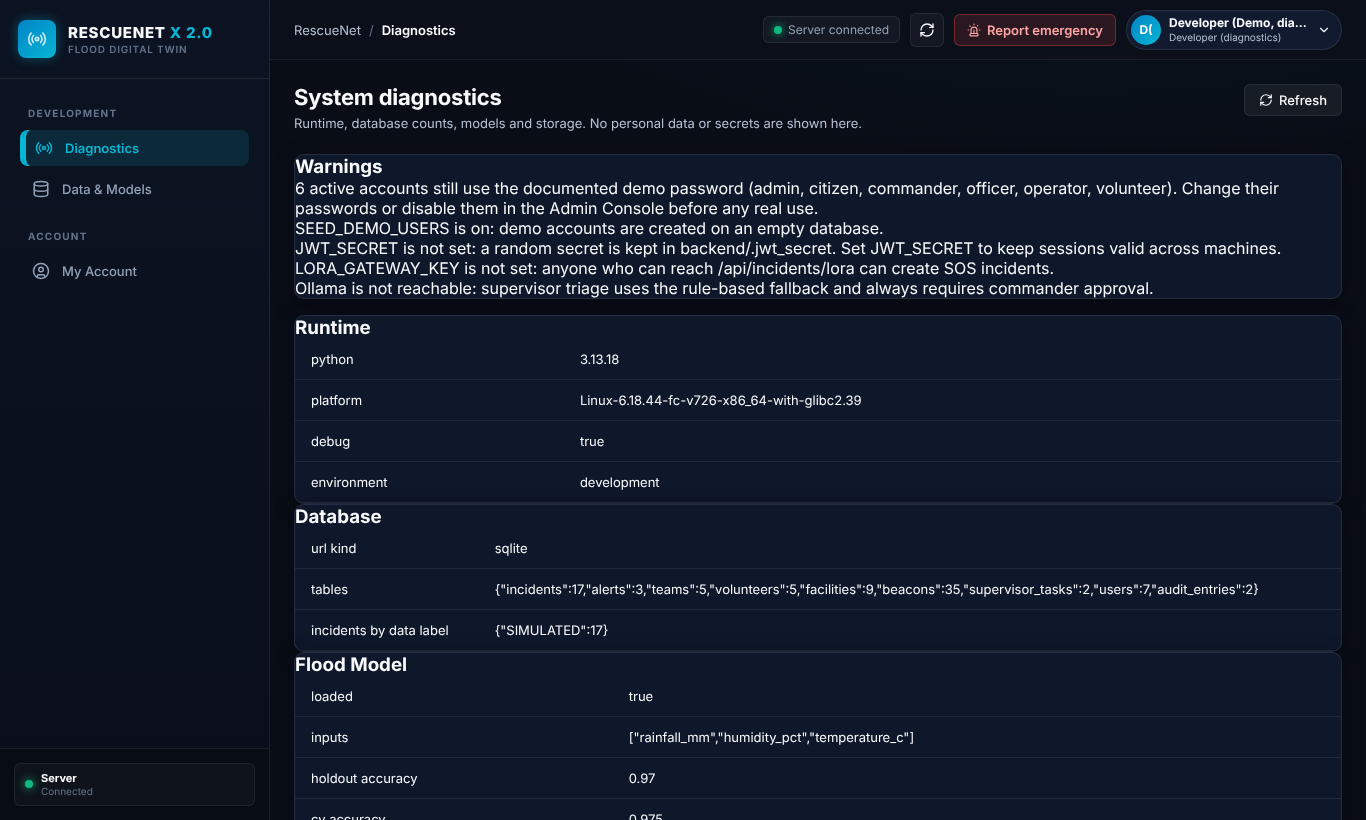 RESCUENET X 2.0
FLOOD DIGITAL TWIN
RescueNet / Diagnostics
Server connected
Report emergency
D(
Developer (Demo, dia...
Developer (diagnostics)
DEVELOPMENT
Diagnostics
Data & Models
ACCOUNT
My Account
Server
Connected
System diagnostics
Refresh
Runtime, database counts, models and storage. No personal data or secrets are shown here.
Warnings
6 active accounts still use the documented demo password (admin, citizen, commander, officer, operator, volunteer). Change their
passwords or disable them in the Admin Console before any real use.
SEED_DEMO_USERS is on: demo accounts are created on an empty database.
JWT_SECRET is not set: a random secret is kept in backend/.jwt_secret. Set JWT_SECRET to keep sessions valid across machines.
LORA_GATEWAY_KEY is not set: anyone who can reach /api/incidents/lora can create SOS incidents.
Ollama is not reachable: supervisor triage uses the rule-based fallback and always requires commander approval.
Runtime
python 3.13.18
platform Linux-6.18.44-fc-v726-x86_64-with-glibc2.39
debug true
environment development
Database
url kind sqlite
tables {"incidents":17,"alerts":3,"teams":5,"volunteers":5,"facilities":9,"beacons":35,"supervisor_tasks":2,"users":7,"audit_entries":2}
incidents by data label {"SIMULATED":17}
Flood Model
loaded true
inputs ["rainfall_mm","humidity_pct","temperature_c"]
holdout accuracy 0.97
cv accuracy 0.975